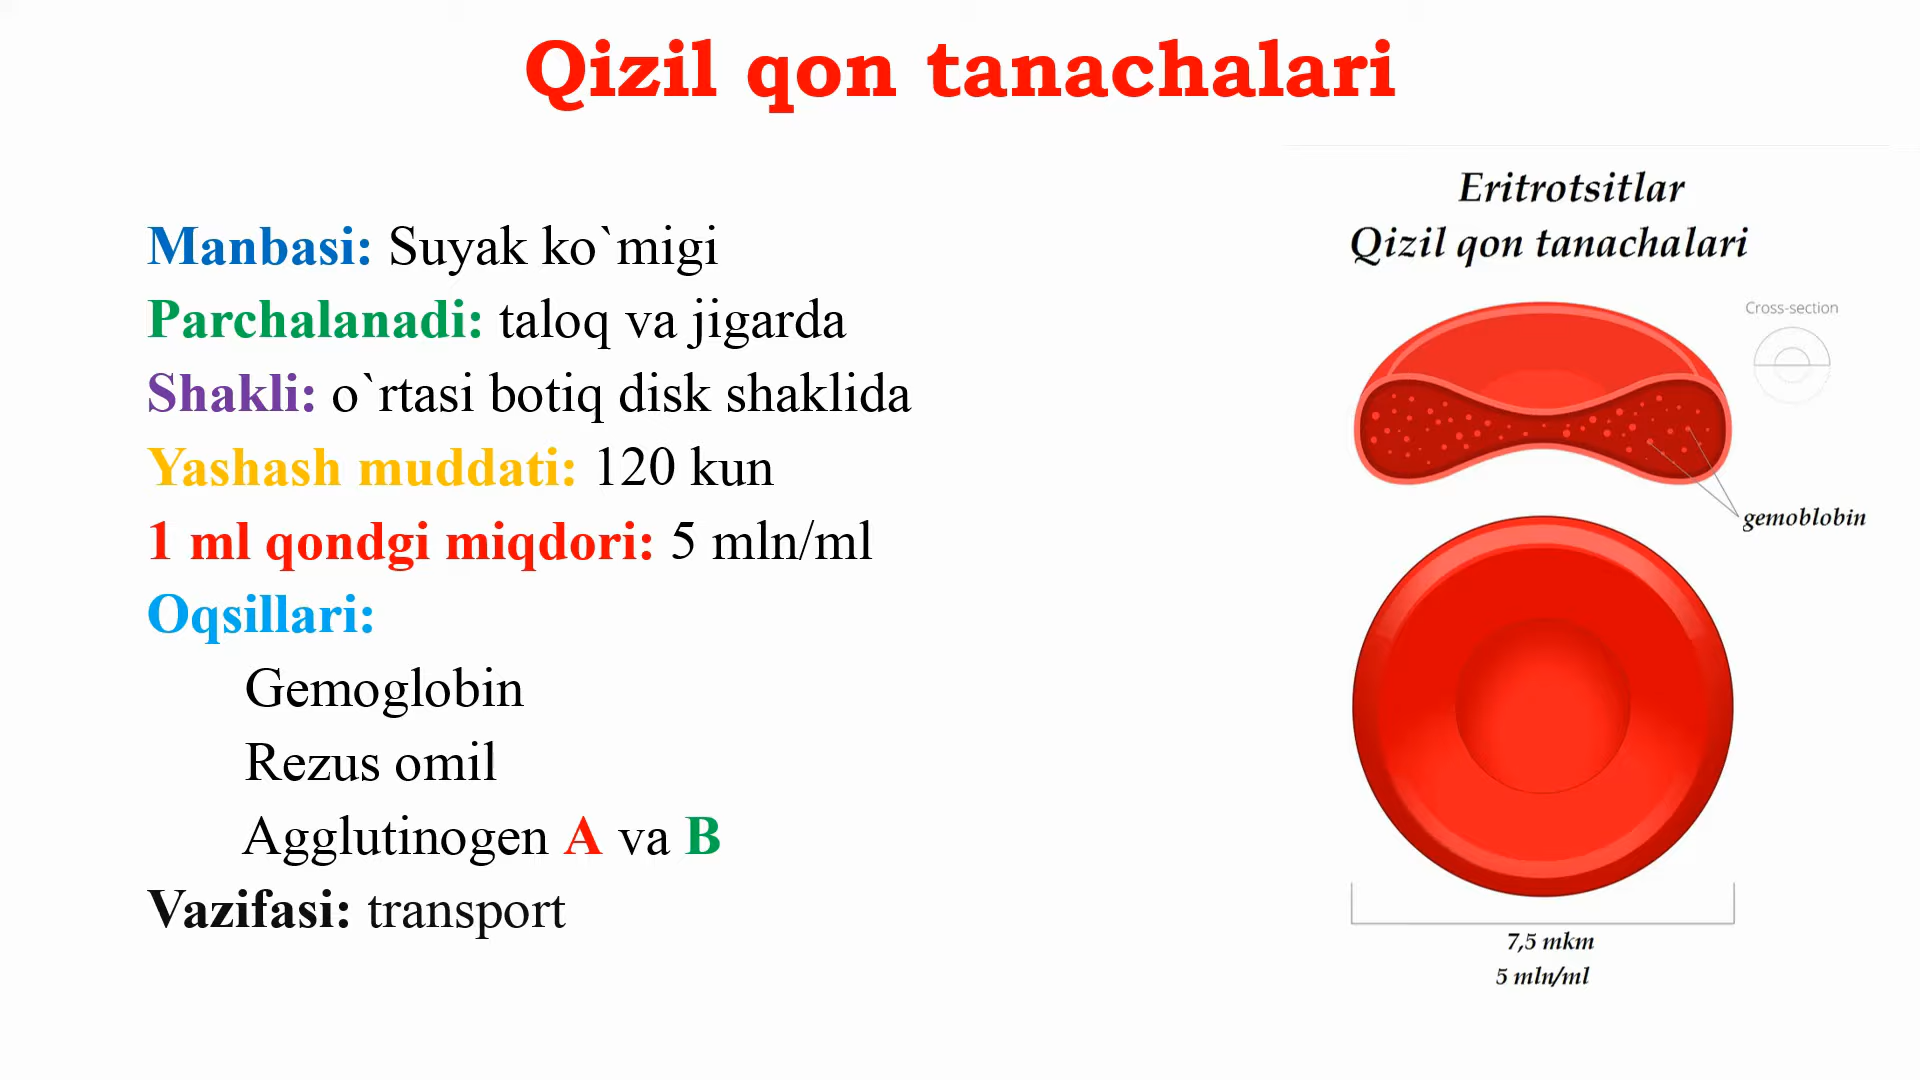 Qizil qon tanachalari
Manbasi: Suyak ko`migi
Parchalanadi: taloq va jigarda
Shakli: o`rtasi botiq disk shaklida
Yashash muddati: 120 kun
1 ml qondgi miqdori: 5 mln/ml
Oqsillari:
Gemoglobin
Rezus omil
Agglutinogen A va B
Vazifasi: transport
Eritrotsitlar
Qizil qon tanachalari
Cross-section
gemoblobin
7,5 mkm
5 mln/ml